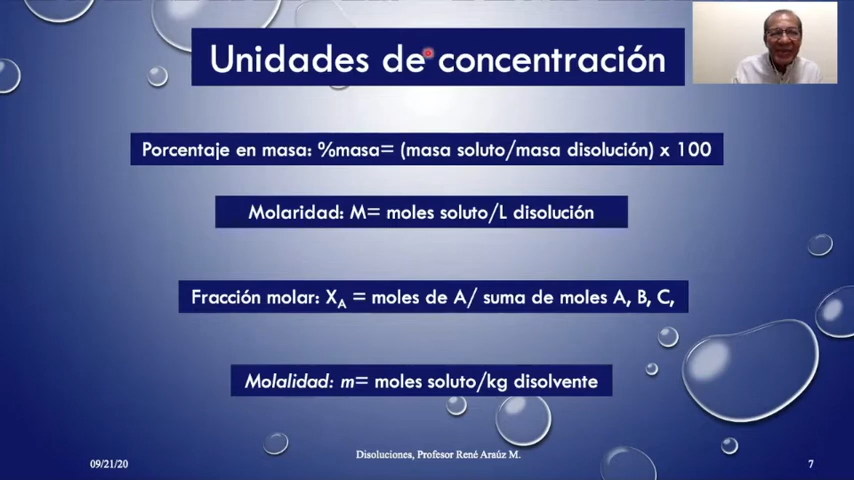 Unidades de concentración
Porcentaje en masa: %masa= (masa soluto/masa disolución) x 100
Molaridad: M= moles soluto/L disolución
Fracción molar: X_A = moles de A/ suma de moles A, B, C,
Molalidad: m= moles soluto/kg disolvente
09/21/20
Disoluciones, Profesor René Araúz M.
7